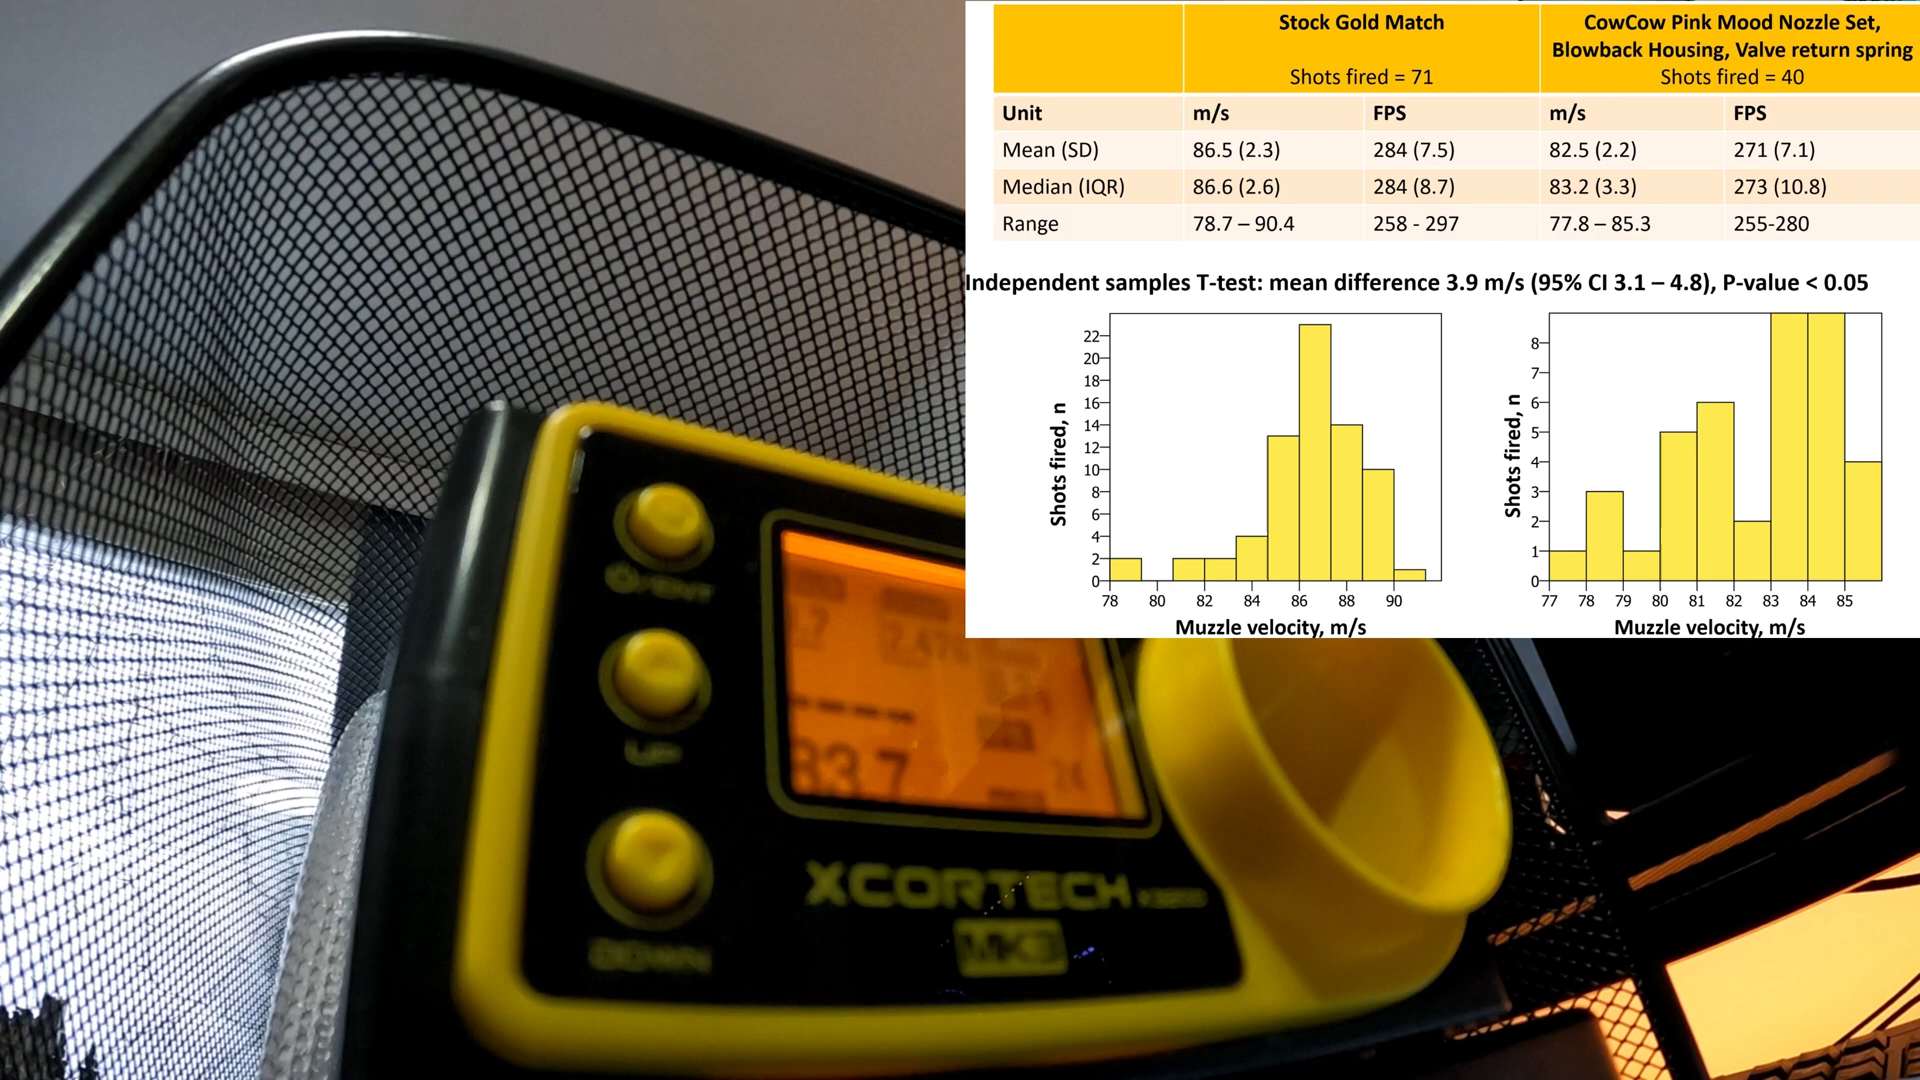 Stock Gold Match
Shots fired = 71
CowCow Pink Mood Nozzle Set,
Blowback Housing, Valve return spring
Shots fired = 40
Unit m/s FPS m/s FPS
Mean (SD) 86.5 (2.3) 284 (7.5) 82.5 (2.2) 271 (7.1)
Median (IQR) 86.6 (2.6) 284 (8.7) 83.2 (3.3) 273 (10.8)
Range 78.7 – 90.4 258 - 297 77.8 – 85.3 255-280
Independent samples T-test: mean difference 3.9 m/s (95% CI 3.1 – 4.8), P-value < 0.05
Shots fired, n
22
20
18
16
14
12
10
8
6
4
2
0
78 80 82 84 86 88 90
Muzzle velocity, m/s
Shots fired, n
8
7
6
5
4
3
2
1
0
77 78 79 80 81 82 83 84 85
Muzzle velocity, m/s
UP
DOWN
83.7
XCORTECH
MK3